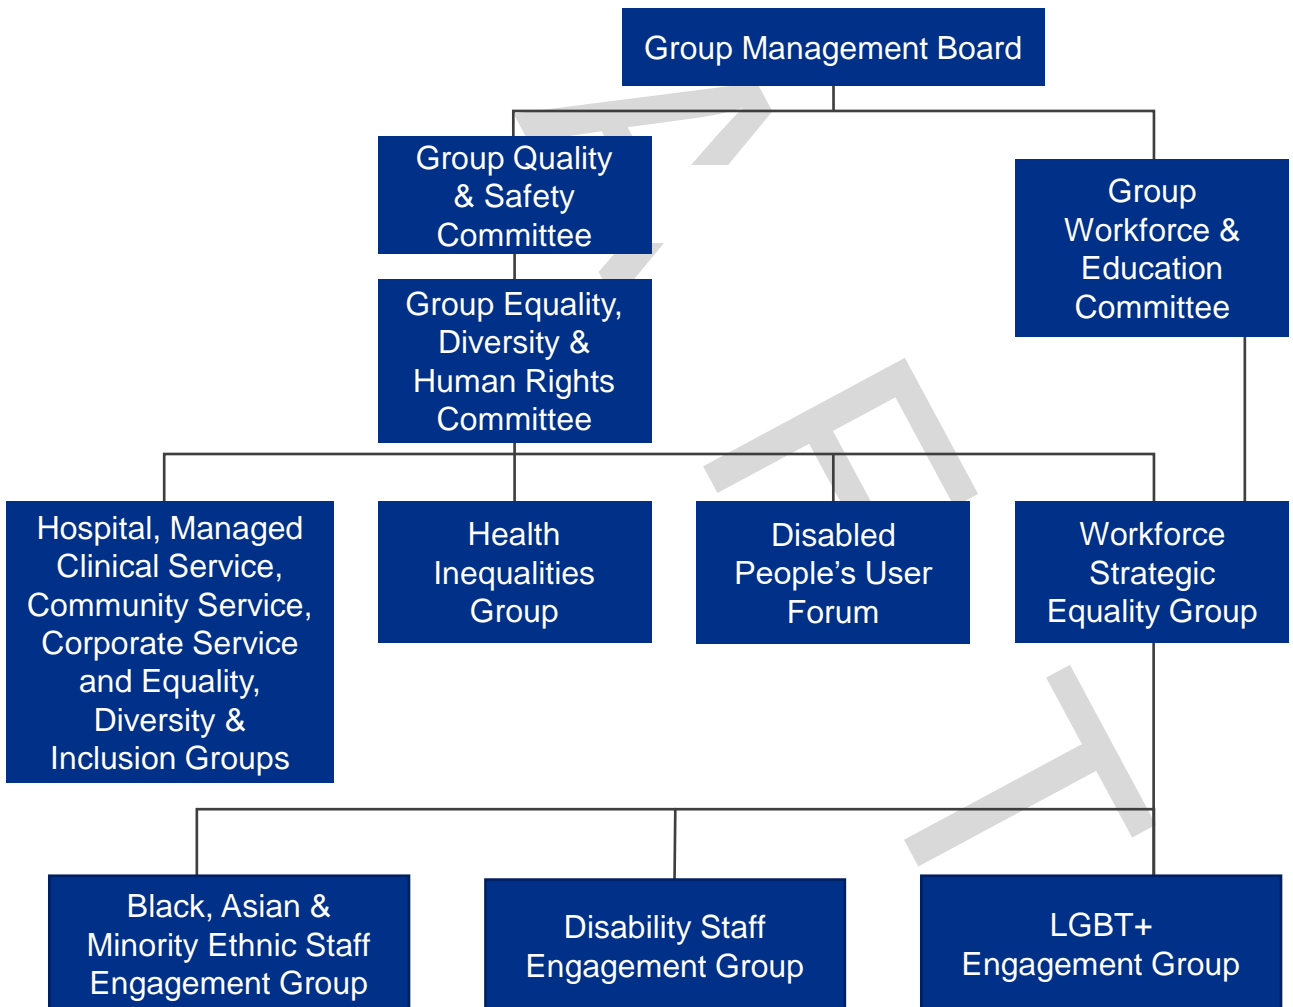 Group Management Board
Group Quality
& Safety
Committee
Group
Workforce &
Education
Committee
Group Equality,
Diversity &
Human Rights
Committee
Hospital, Managed
Clinical Service,
Community Service,
Corporate Service
and Equality,
Diversity &
Inclusion Groups
Health
Inequalities
Group
Disabled
People’s User
Forum
Workforce
Strategic
Equality Group
Black, Asian &
Minority Ethnic Staff
Engagement Group
Disability Staff
Engagement Group
LGBT+
Engagement Group